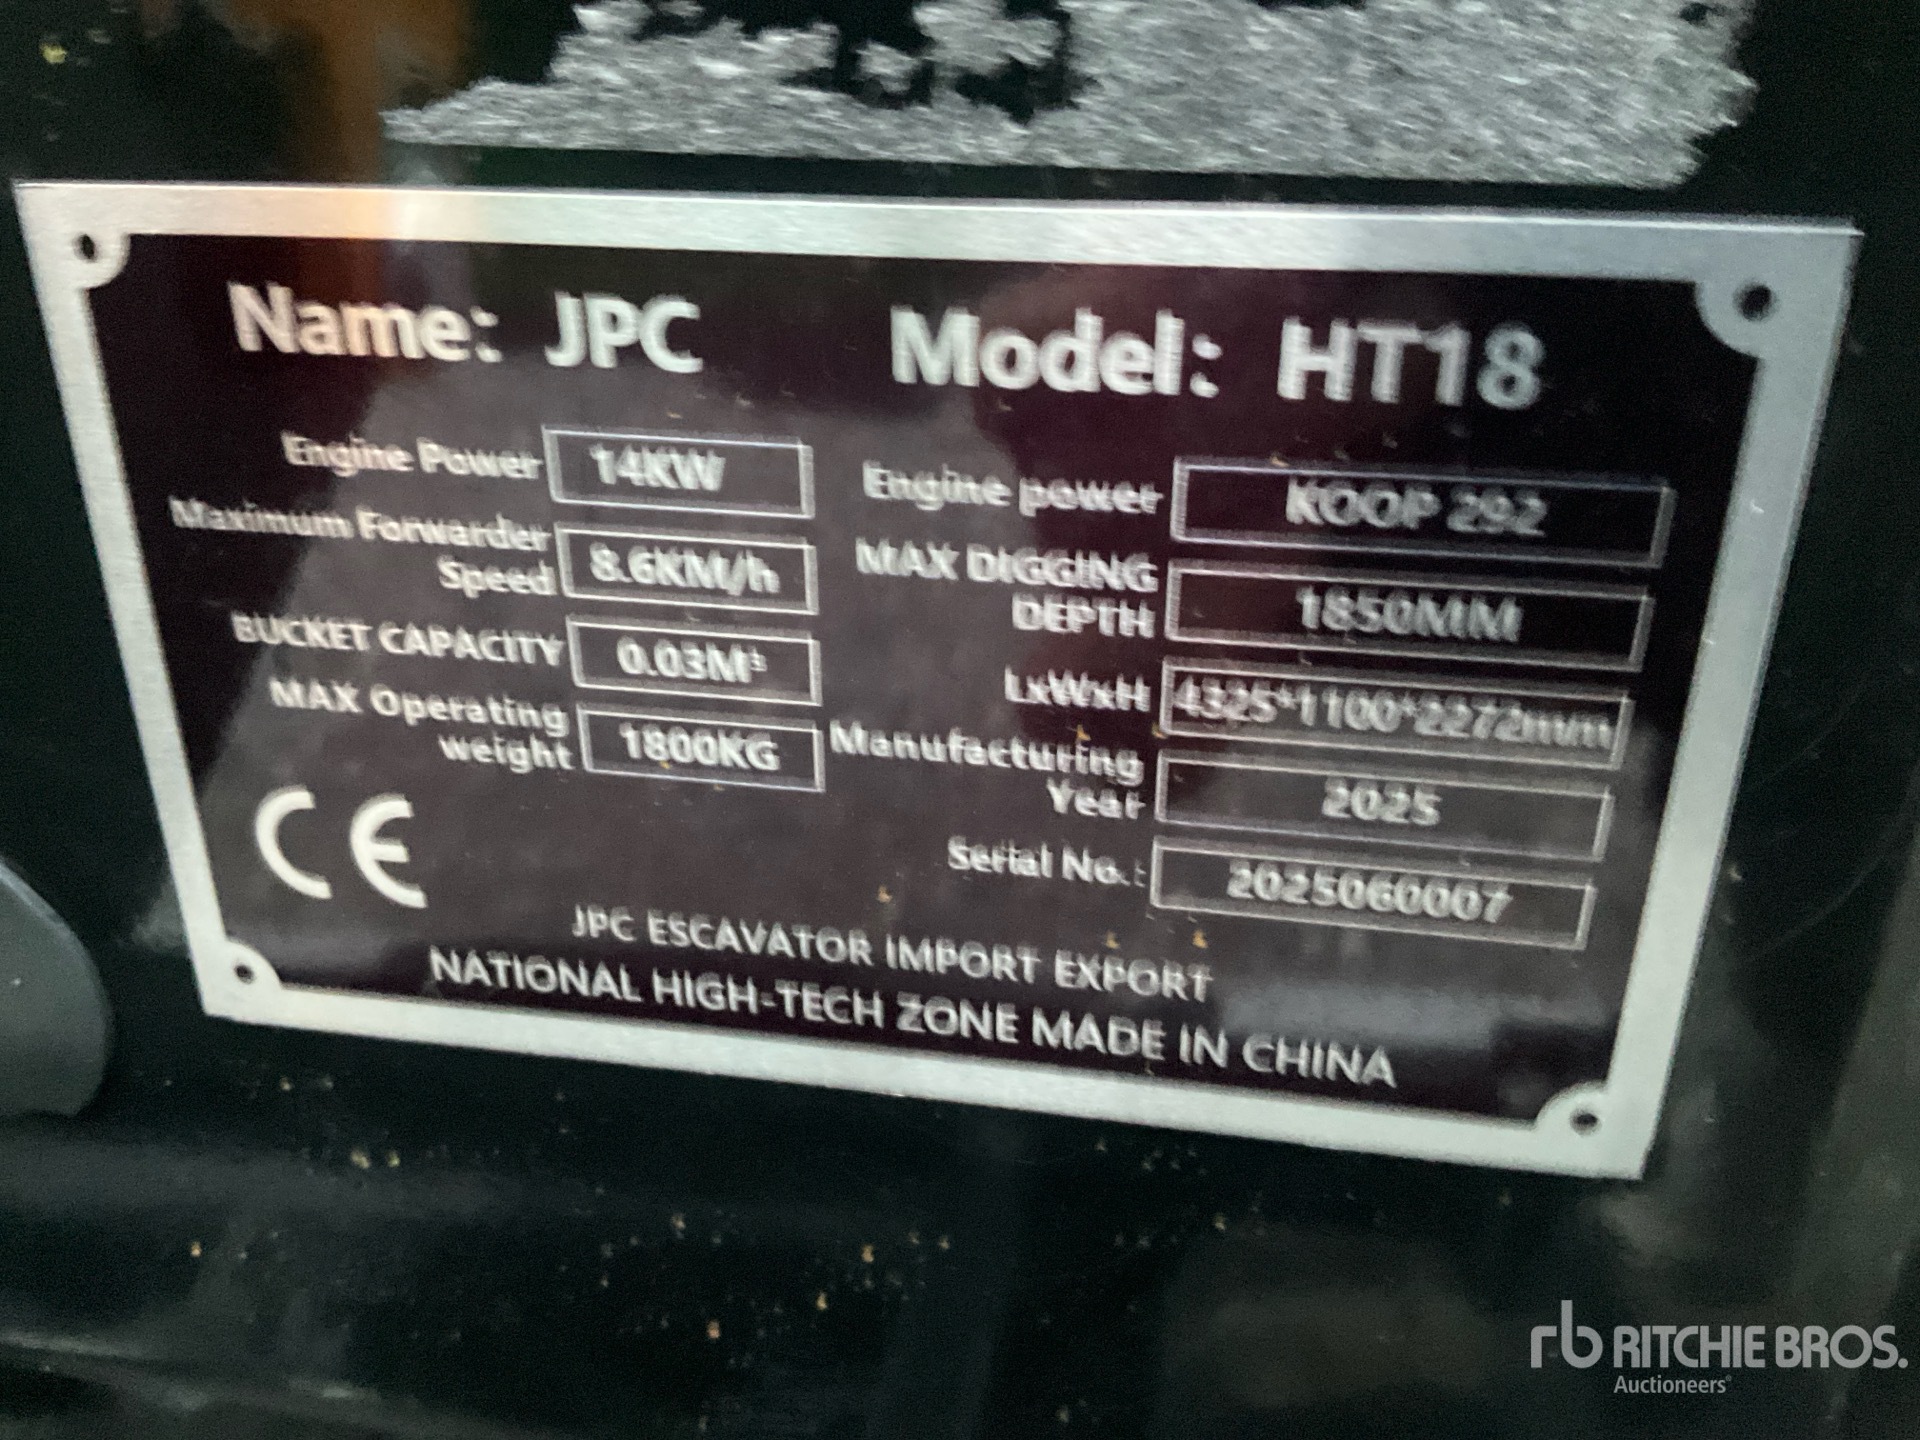 Name: JPC
Model: HT18
Engine Power 14KW
Maximum Forwarder
Speed 8.6KM/h
BUCKET CAPACITY 0.03M³
MAX Operating
weight 1800KG
Engine power KOOP 292
MAX DIGGING
DEPTH 1850MM
LxWxH 4325*1100*2272mm
Manufacturing
Year 2025
Serial No.: 2025060007
CE
JPC ESCAVATOR IMPORT EXPORT
NATIONAL HIGH-TECH ZONE MADE IN CHINA
rb RITCHIE BROS.
Auctioneers®